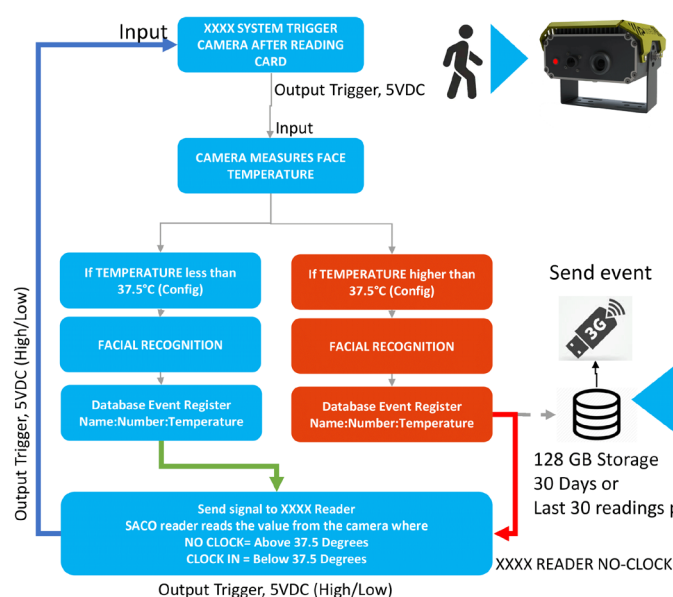 Input
XXXX SYSTEM TRIGGER
CAMERA AFTER READING
CARD
Output Trigger, 5VDC
Input
CAMERA MEASURES FACE
TEMPERATURE
If TEMPERATURE less than
37.5°C (Config)
If TEMPERATURE higher than
37.5°C (Config)
Send event
3G
FACIAL RECOGNITION
FACIAL RECOGNITION
Output Trigger, 5VDC (High/Low)
Database Event Register
Name:Number:Temperature
Database Event Register
Name:Number:Temperature
128 GB Storage
30 Days or
Last 30 readings p
Send signal to XXXX Reader
SACO reader reads the value from the camera where
NO CLOCK= Above 37.5 Degrees
CLOCK IN = Below 37.5 Degrees
XXXX READER NO-CLOCK
Output Trigger, 5VDC (High/Low)